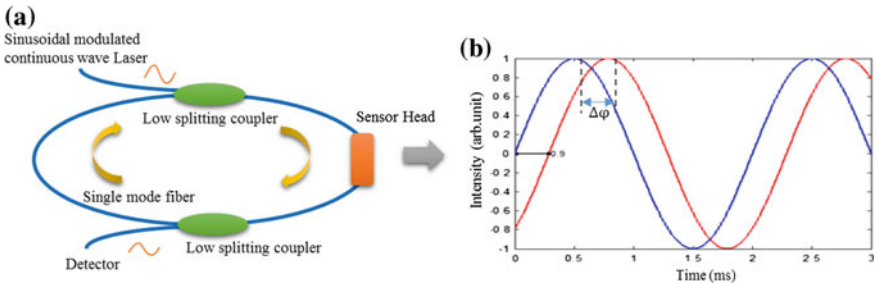 (a)
Sinusoidal modulated
continuous wave Laser
Low splitting coupler
Sensor Head
Single mode fiber
Low splitting coupler
Detector
(b)
Intensity (arb.unit)
1
0.8
0.6
0.4
0.2
0
0.2
0.4
0.6
-0.8
-1
Δφ
0 9
0
0 5
1
1 5
2
2 5
3
Time (ms)